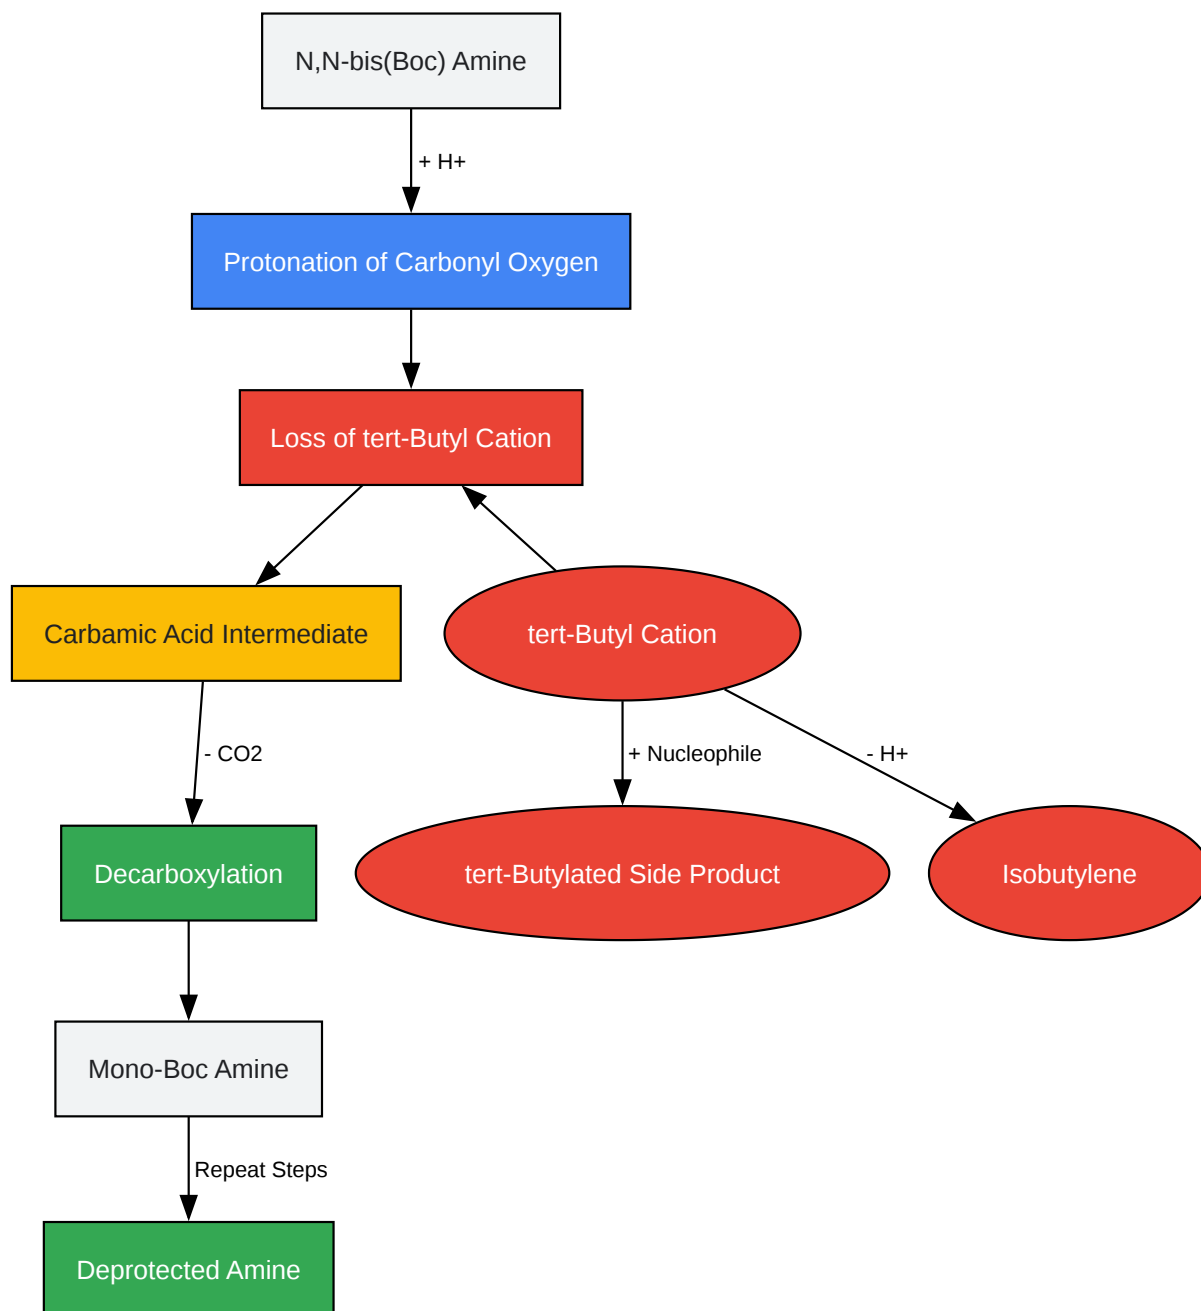 N,N-bis(Boc) Amine
+ H+
Protonation of Carbonyl Oxygen
Loss of tert-Butyl Cation
Carbamic Acid Intermediate
tert-Butyl Cation
- CO2
+ Nucleophile
- H+
Decarboxylation
tert-Butylated Side Product
Isobutylene
Mono-Boc Amine
Repeat Steps
Deprotected Amine